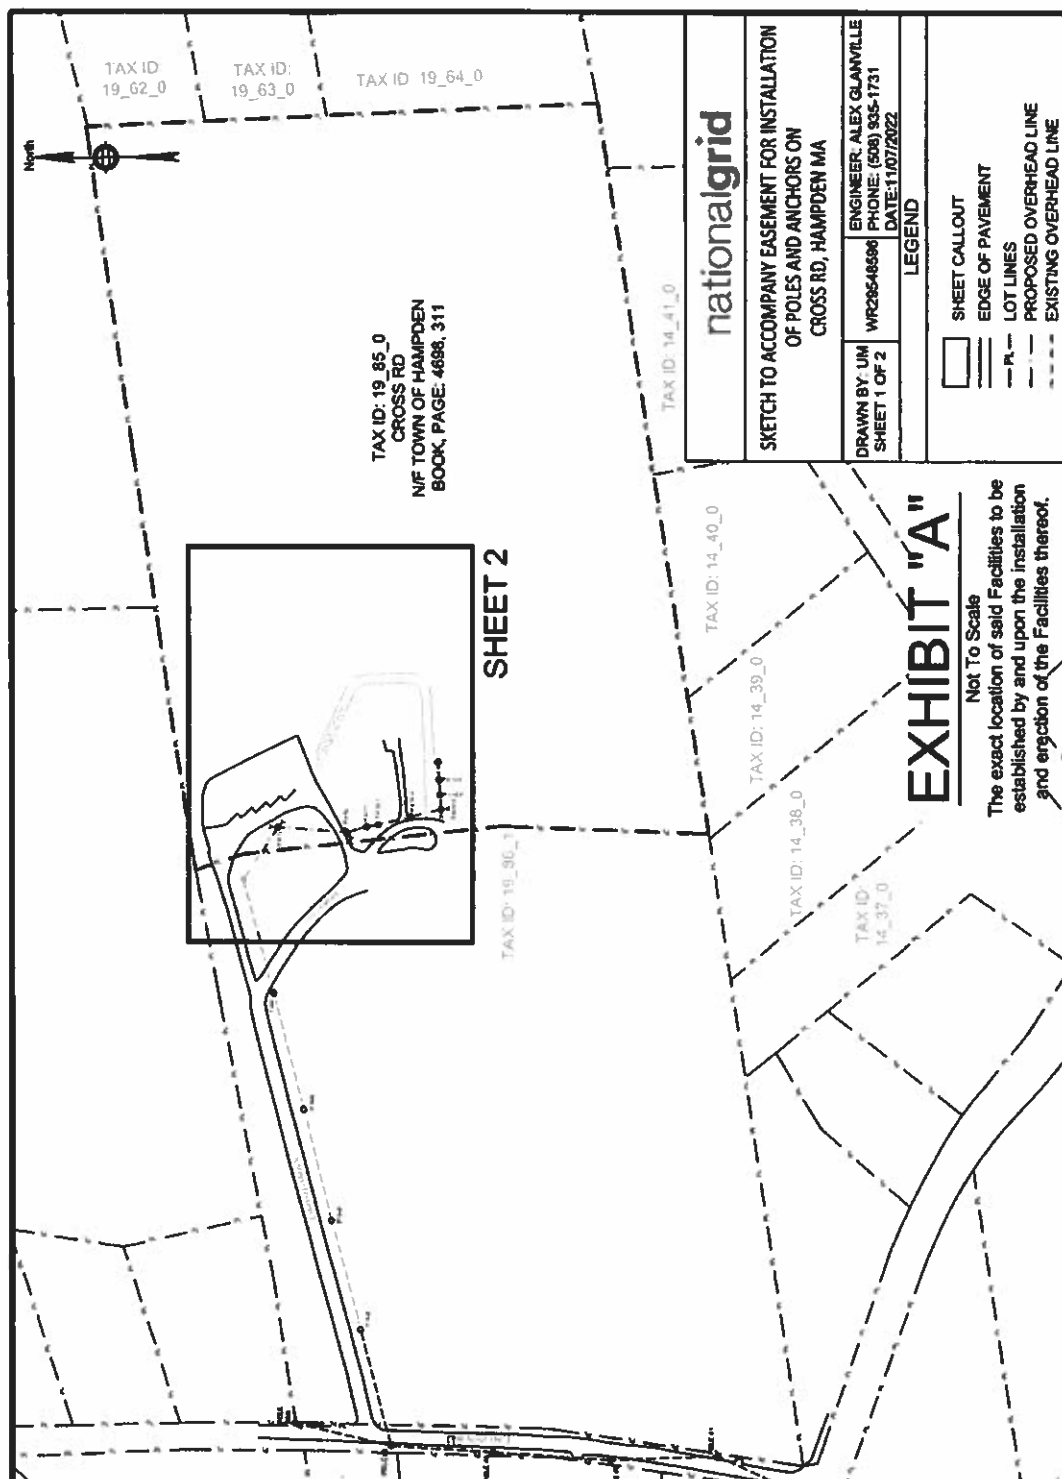 North
TAX ID:
19_62_0
TAX ID:
19_63_0
TAX ID 19_64_0
TAX ID: 19_85_0
CROSS RD
N/F TOWN OF HAMPDEN
BOOK, PAGE: 4698, 311
TAX ID: 14_41_0
SHEET 2
TAX ID: 14_40_0
TAX ID: 14_39_0
TAX ID: 14_38_0
TAX ID:
14_37_0
nationalgrid
SKETCH TO ACCOMPANY EASEMENT FOR INSTALLATION
OF POLES AND ANCHORS ON
CROSS RD, HAMPDEN MA
DRAWN BY: UM
SHEET 1 OF 2
WR29548596
ENGINEER: ALEX GLANVILLE
PHONE: (508) 935-1731
DATE:11/07/2022
LEGEND
SHEET CALLOUT
EDGE OF PAVEMENT
PL
LOT LINES
PROPOSED OVERHEAD LINE
EXISTING OVERHEAD LINE
EXHIBIT "A"
Not To Scale
The exact location of said Facilities to be
established by and upon the installation
and erection of the Facilities thereof.